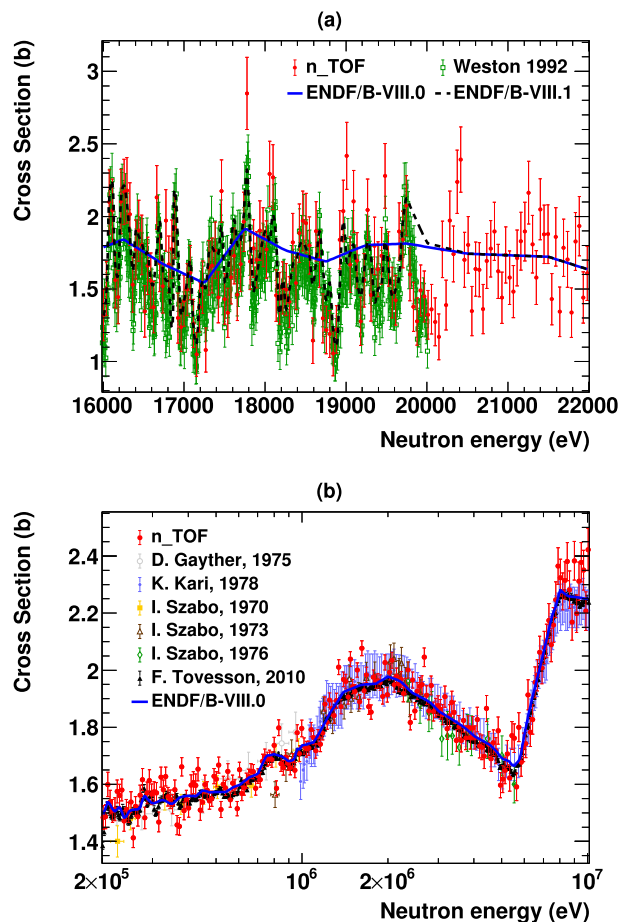 (a)
Cross Section (b)
n_TOF
Weston 1992
ENDF/B-VIII.0
ENDF/B-VIII.1
3
2.5
2
1.5
1
16000 17000 18000 19000 20000 21000 22000
Neutron energy (eV)
(b)
Cross Section (b)
n_TOF
D. Gayther, 1975
K. Kari, 1978
I. Szabo, 1970
I. Szabo, 1973
I. Szabo, 1976
F. Tovesson, 2010
ENDF/B-VIII.0
2.4
2.2
2
1.8
1.6
1.4
2×10⁵ 10⁶ 2×10⁶ 10⁷
Neutron energy (eV)